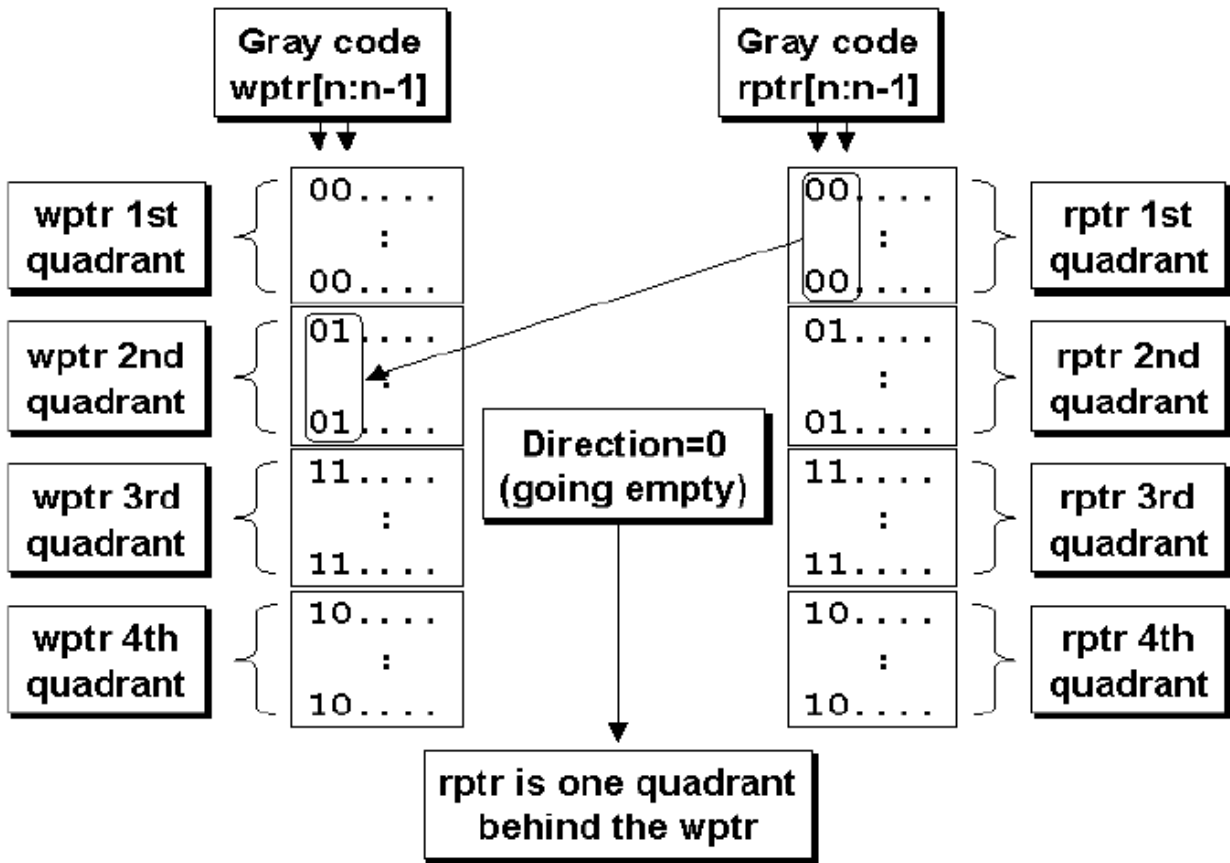 Gray code
wptr[n:n-1]
Gray code
rptr[n:n-1]
wptr 1st
quadrant
00....
:
00....
00....
:
00....
rptr 1st
quadrant
wptr 2nd
quadrant
01....
:
01....
01....
:
01....
rptr 2nd
quadrant
Direction=0
(going empty)
wptr 3rd
quadrant
11....
:
11....
11....
:
11....
rptr 3rd
quadrant
wptr 4th
quadrant
10....
:
10....
10....
:
10....
rptr 4th
quadrant
rptr is one quadrant
behind the wptr